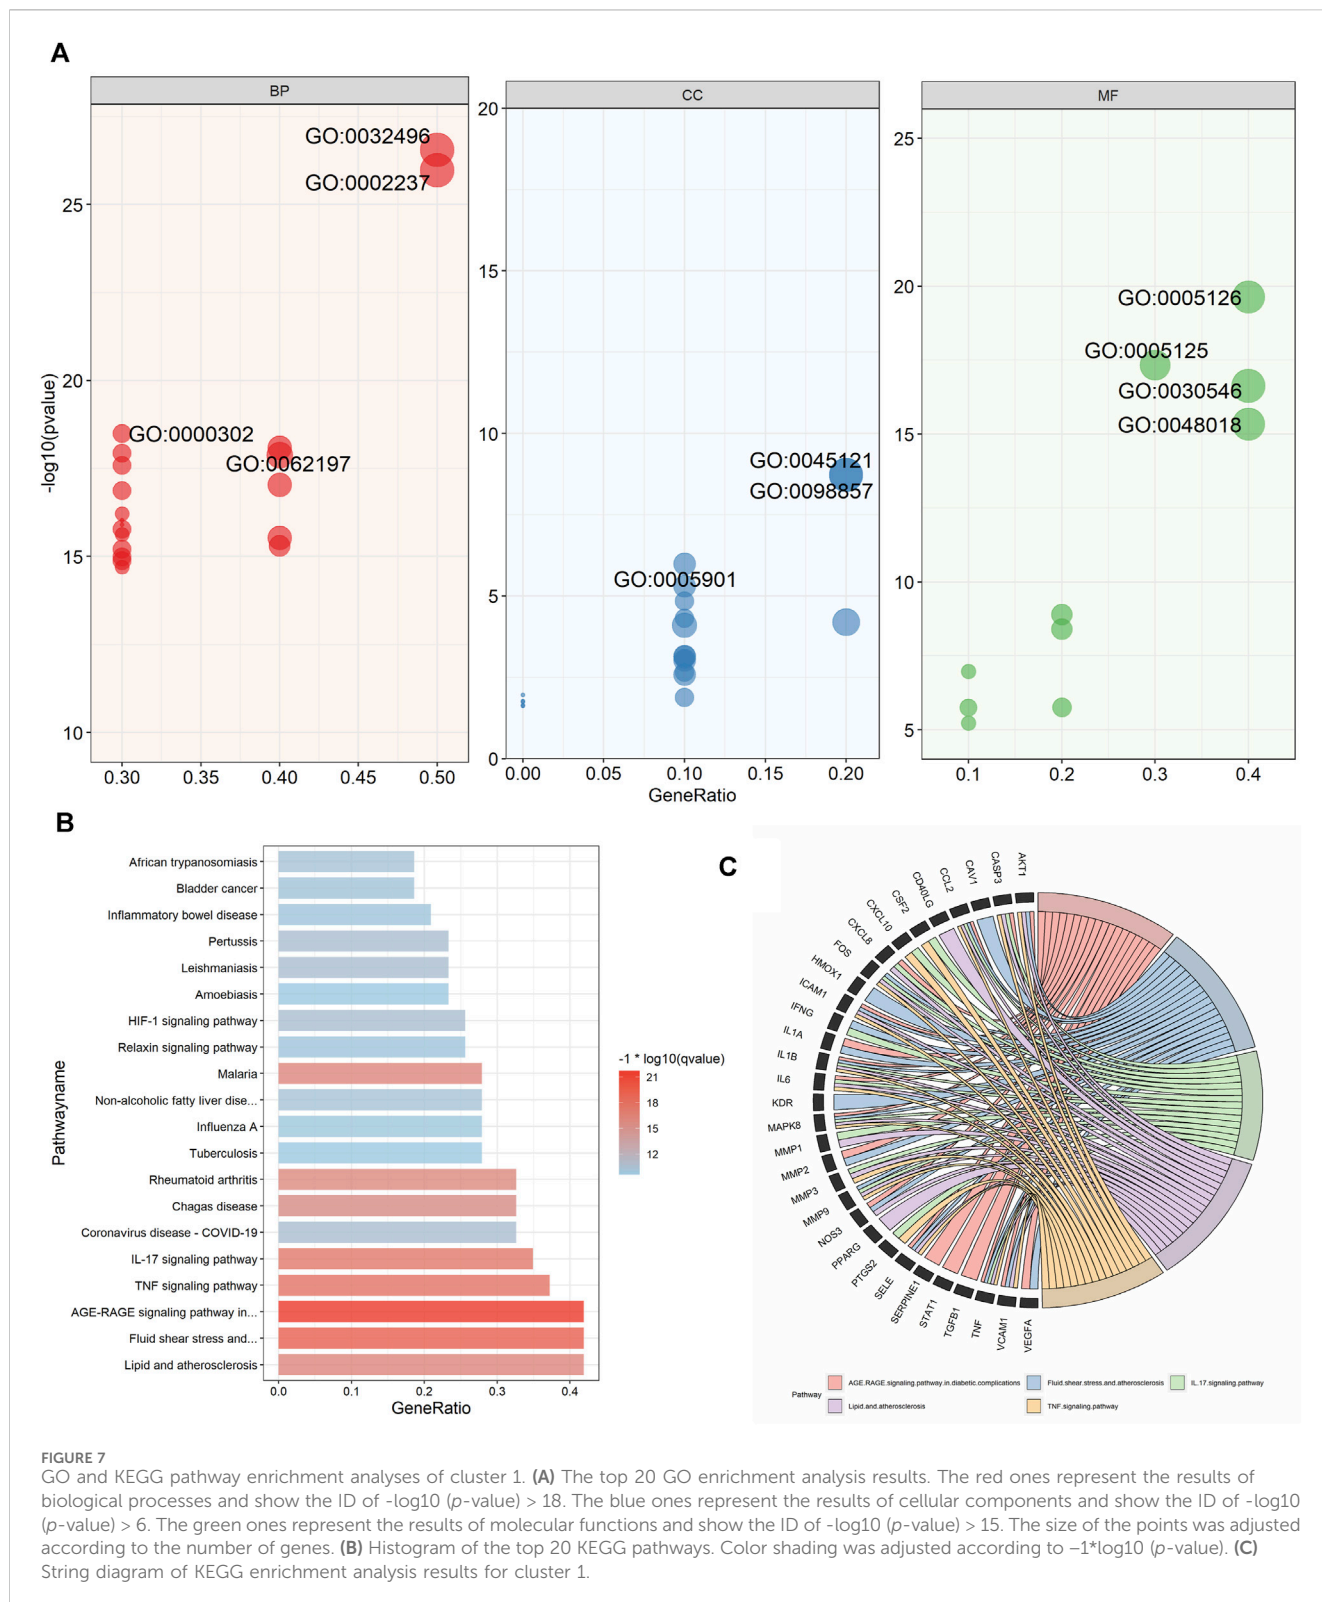 A
BP
CC
MF
GO:0032496
GO:0002237
GO:0000302
GO:0062197
25
20
15
10
0.30
0.35
0.40
0.45
0.50
-log10(pvalue)
GO:0045121
GO:0098857
GO:0005901
20
15
10
5
0
0.00
0.05
0.10
0.15
0.20
GeneRatio
GO:0005126
GO:0005125
GO:0030546
GO:0048018
25
20
15
10
5
0.1
0.2
0.3
0.4
B
African trypanosomiasis
Bladder cancer
Inflammatory bowel disease
Pertussis
Leishmaniasis
Amoebiasis
HIF-1 signaling pathway
Relaxin signaling pathway
Malaria
Non-alcoholic fatty liver dise...
Influenza A
Tuberculosis
Rheumatoid arthritis
Chagas disease
Coronavirus disease - COVID-19
IL-17 signaling pathway
TNF signaling pathway
AGE-RAGE signaling pathway in...
Fluid shear stress and...
Lipid and atherosclerosis
Pathwayname
0.0
0.1
0.2
0.3
0.4
GeneRatio
-1 * log10(qvalue)
21
18
15
12
C
AKT1
CASP3
CAV1
CCL2
CD40LG
CSF2
CXCL10
CXCL8
FOS
HMOX1
ICAM1
IFNG
IL1A
IL1B
IL6
KDR
MAPK8
MMP1
MMP2
MMP3
MMP9
NOS3
PPARG
PTGS2
SELE
SERPINE1
STAT1
TGFB1
TNF
VCAM1
VEGFA
Pathway
AGE.RAGE.signaling.pathway.in.diabetic.complications
Fluid.shear.stress.and.atherosclerosis
IL.17.signaling.pathway
Lipid.and.atherosclerosis
TNF.signaling.pathway
FIGURE 7
GO and KEGG pathway enrichment analyses of cluster 1. (A) The top 20 GO enrichment analysis results. The red ones represent the results of
biological processes and show the ID of -log10 (p-value) > 18. The blue ones represent the results of cellular components and show the ID of -log10
(p-value) > 6. The green ones represent the results of molecular functions and show the ID of -log10 (p-value) > 15. The size of the points was adjusted
according to the number of genes. (B) Histogram of the top 20 KEGG pathways. Color shading was adjusted according to −1*log10 (p-value). (C)
String diagram of KEGG enrichment analysis results for cluster 1.